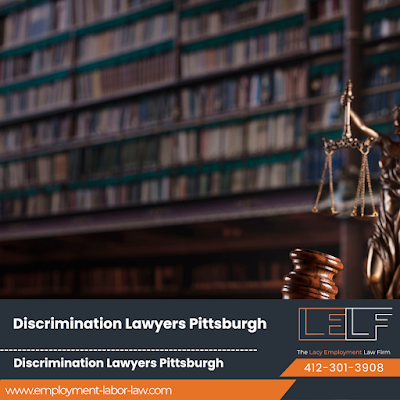 Discrimination Lawyers Pittsburgh
Discrimination Lawyers Pittsburgh
www.employment-labor-law.com
LELF
The Lacy Employment Law Firm
412-301-3908